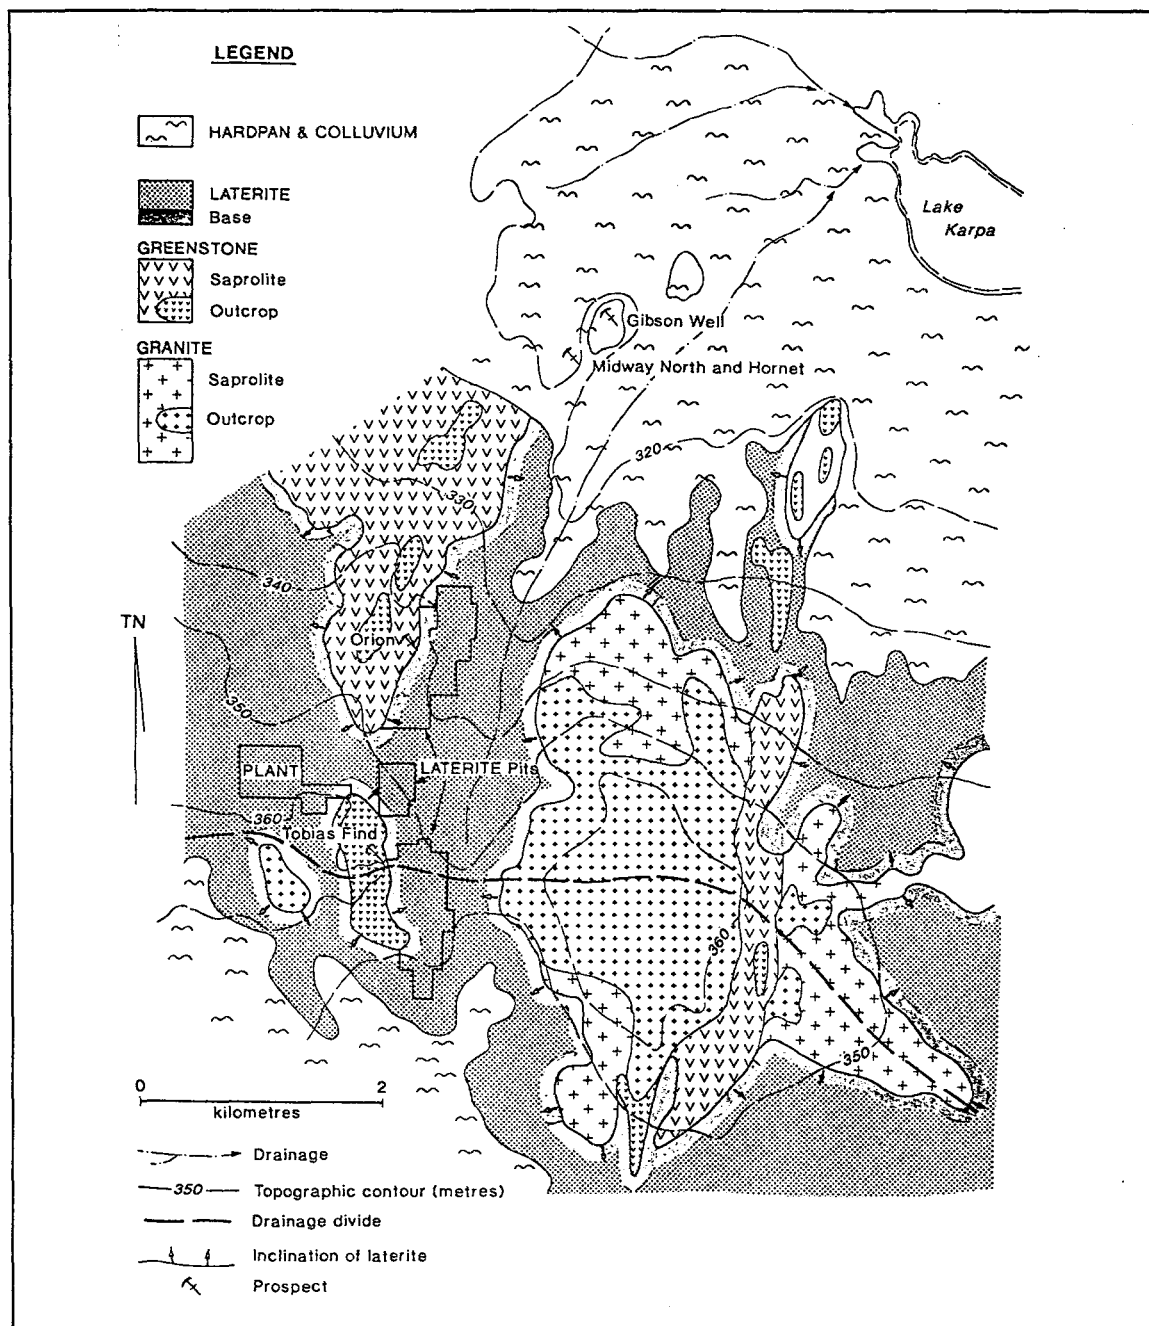 LEGEND
HARDPAN & COLLUVIUM
LATERITE
Base
GREENSTONE
Saprolite
Outcrop
GRANITE
Saprolite
Outcrop
Lake
Karpa
Gibson Well
Midway North and Hornet
320
330
340
Orion
TN
350
PLANT
LATERITE Pits
360
Tobias Find
360
350
0 2
kilometres
Drainage
350 Topographic contour (metres)
Drainage divide
Inclination of laterite
Prospect